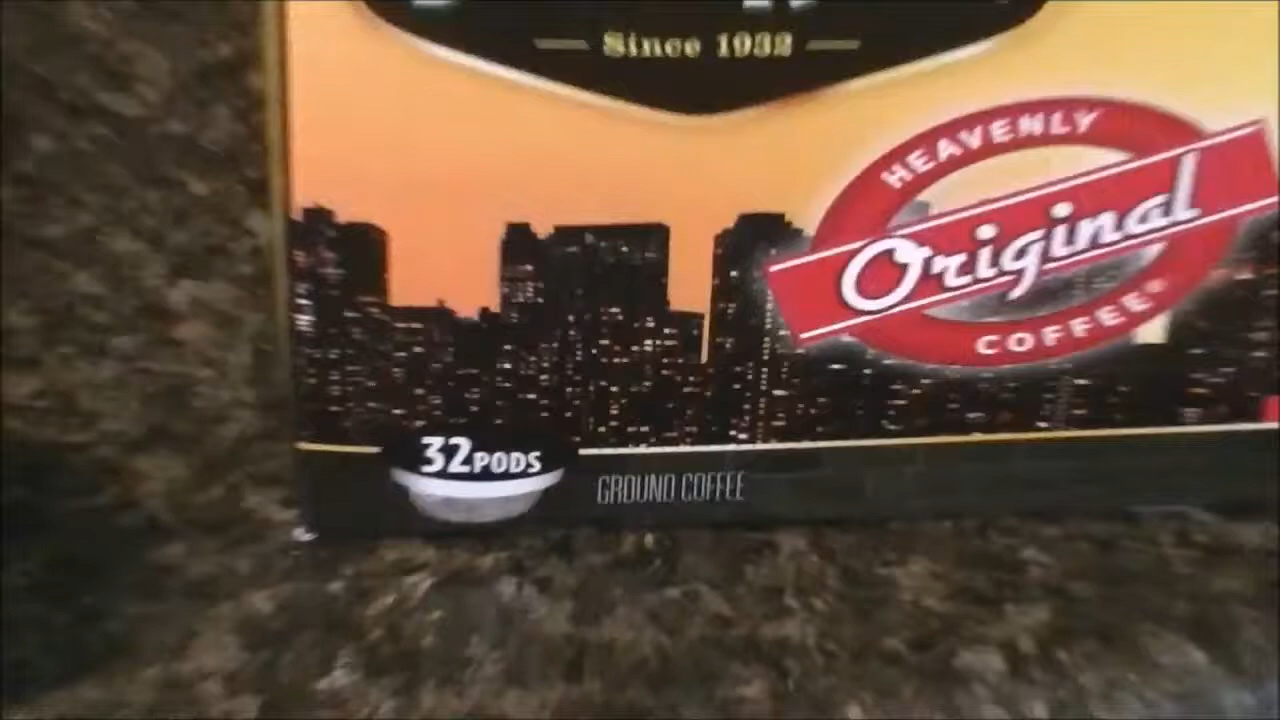 Since 1932
HEAVENLY
Original
COFFEE
32PODS
GROUND COFFEE